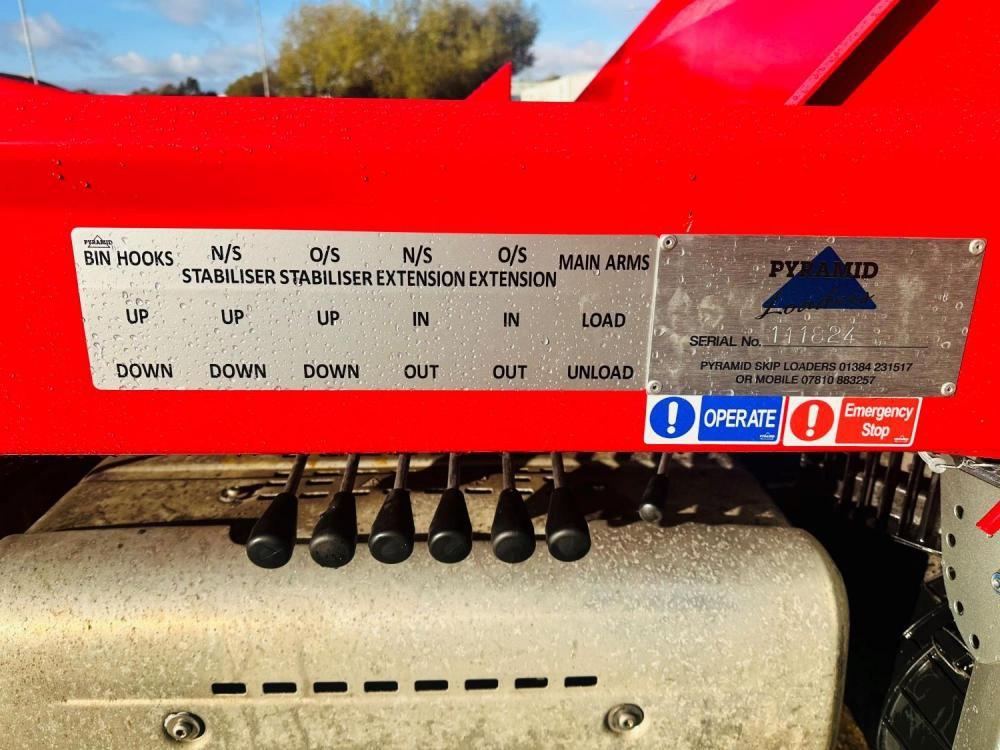 PYRAMID
BIN HOOKS
N/S
STABILISER
O/S
STABILISER
N/S
EXTENSION
O/S
EXTENSION
MAIN ARMS
UP UP UP IN IN LOAD
DOWN DOWN DOWN OUT OUT UNLOAD
PYRAMID
Loaders
SERIAL No. 111824
PYRAMID SKIP LOADERS 01384 231517
OR MOBILE 07810 883257
! OPERATE
! Emergency
Stop